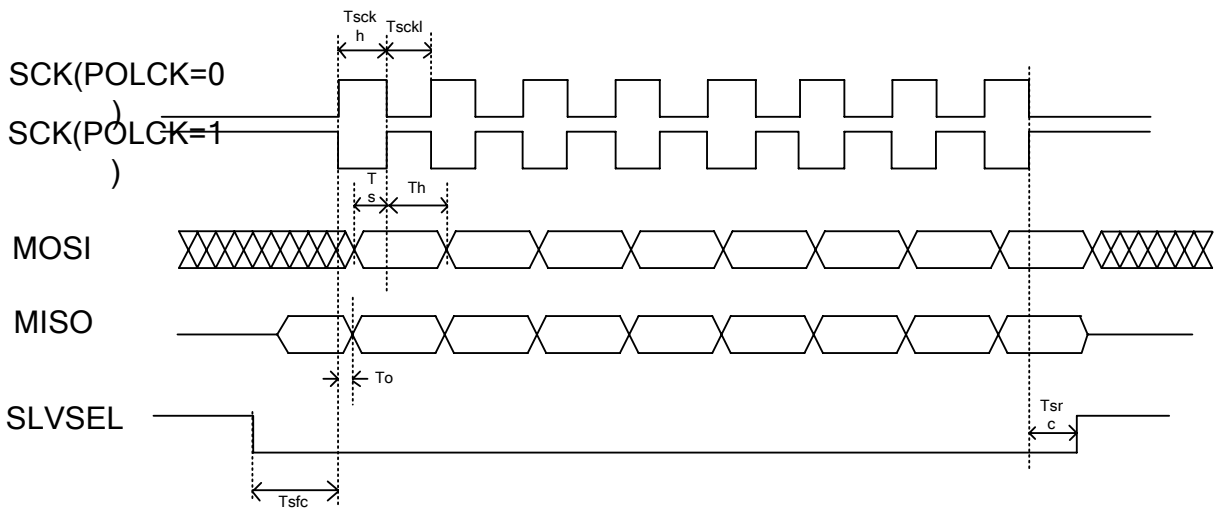 Tsck
h
Tsckl
SCK(POLCK=0
)
SCK(POLCK=1
)
T
s
Th
MOSI
MISO
To
SLVSEL
Tsr
c
Tsfc